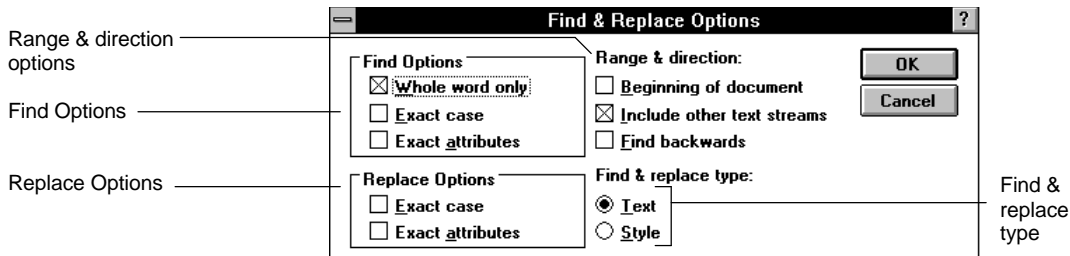 Find & Replace Options ?
Range & direction
options
Find Options
Replace Options
Find Options
Whole word only
Exact case
Exact attributes
Replace Options
Exact case
Exact attributes
Range & direction:
Beginning of document
Include other text streams
Find backwards
Find & replace type:
Text
Style
OK
Cancel
Find &
replace
type